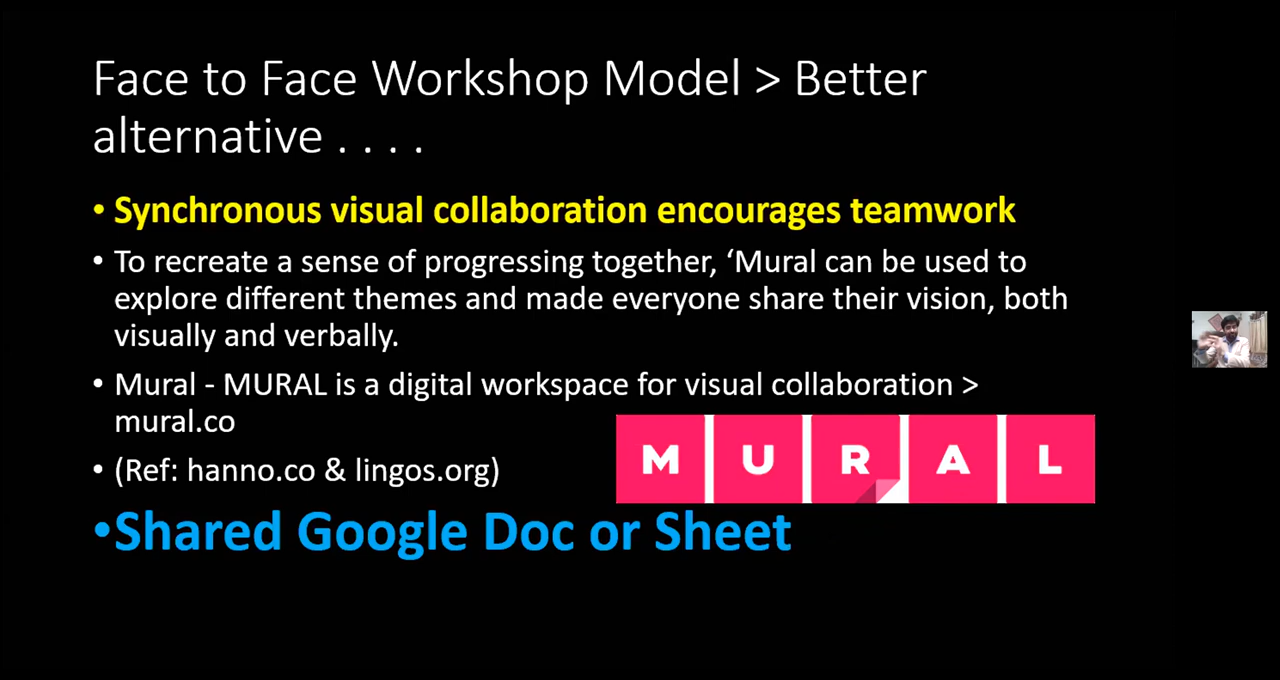 Face to Face Workshop Model > Better
alternative . . . .
• Synchronous visual collaboration encourages teamwork
• To recreate a sense of progressing together, ‘Mural can be used to
explore different themes and made everyone share their vision, both
visually and verbally.
• Mural - MURAL is a digital workspace for visual collaboration >
mural.co
MURAL
• (Ref: hanno.co & lingos.org)
•Shared Google Doc or Sheet